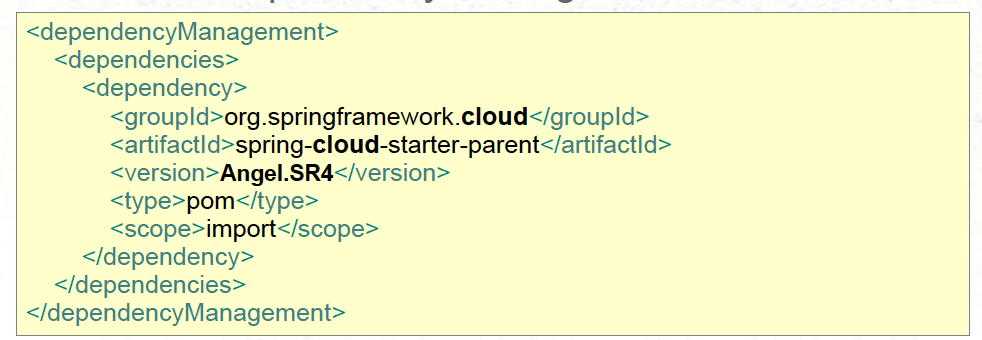 <dependencyManagement>
<dependencies>
<dependency>
<groupId>org.springframework.cloud</groupId>
<artifactId>spring-cloud-starter-parent</artifactId>
<version>Angel.SR4</version>
<type>pom</type>
<scope>import</scope>
</dependency>
</dependencies>
</dependencyManagement>